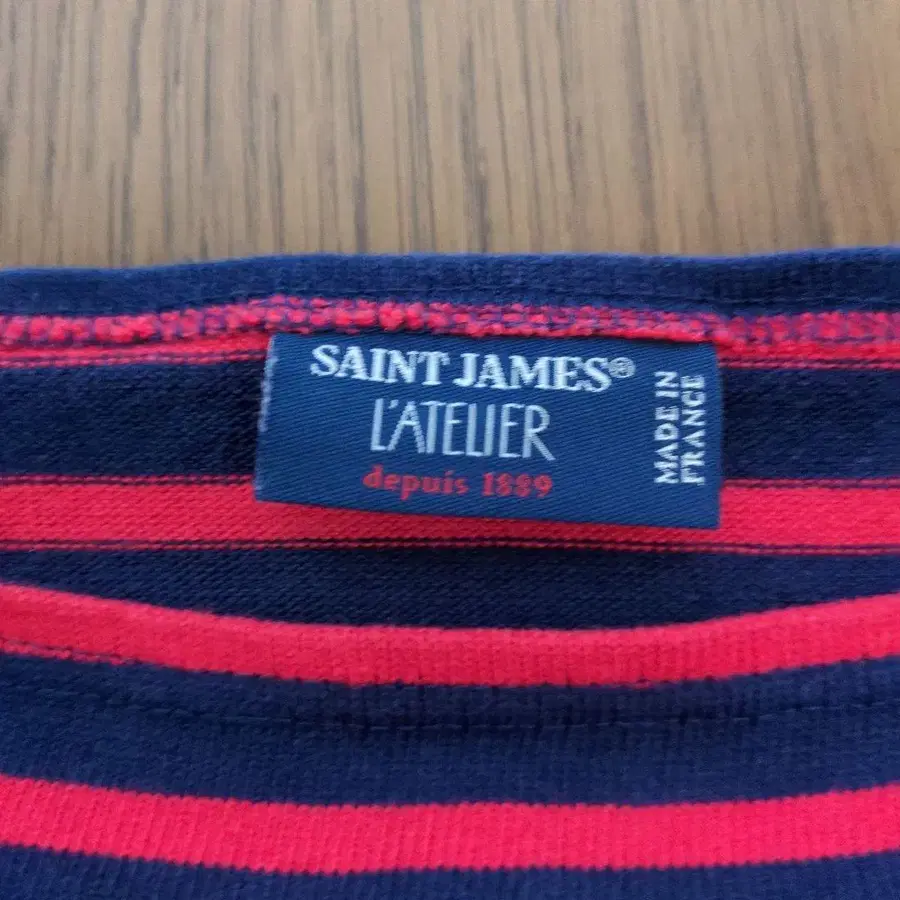 SAINT JAMES®
L'ATELIER
depuis 1889
MADE IN
FRANCE